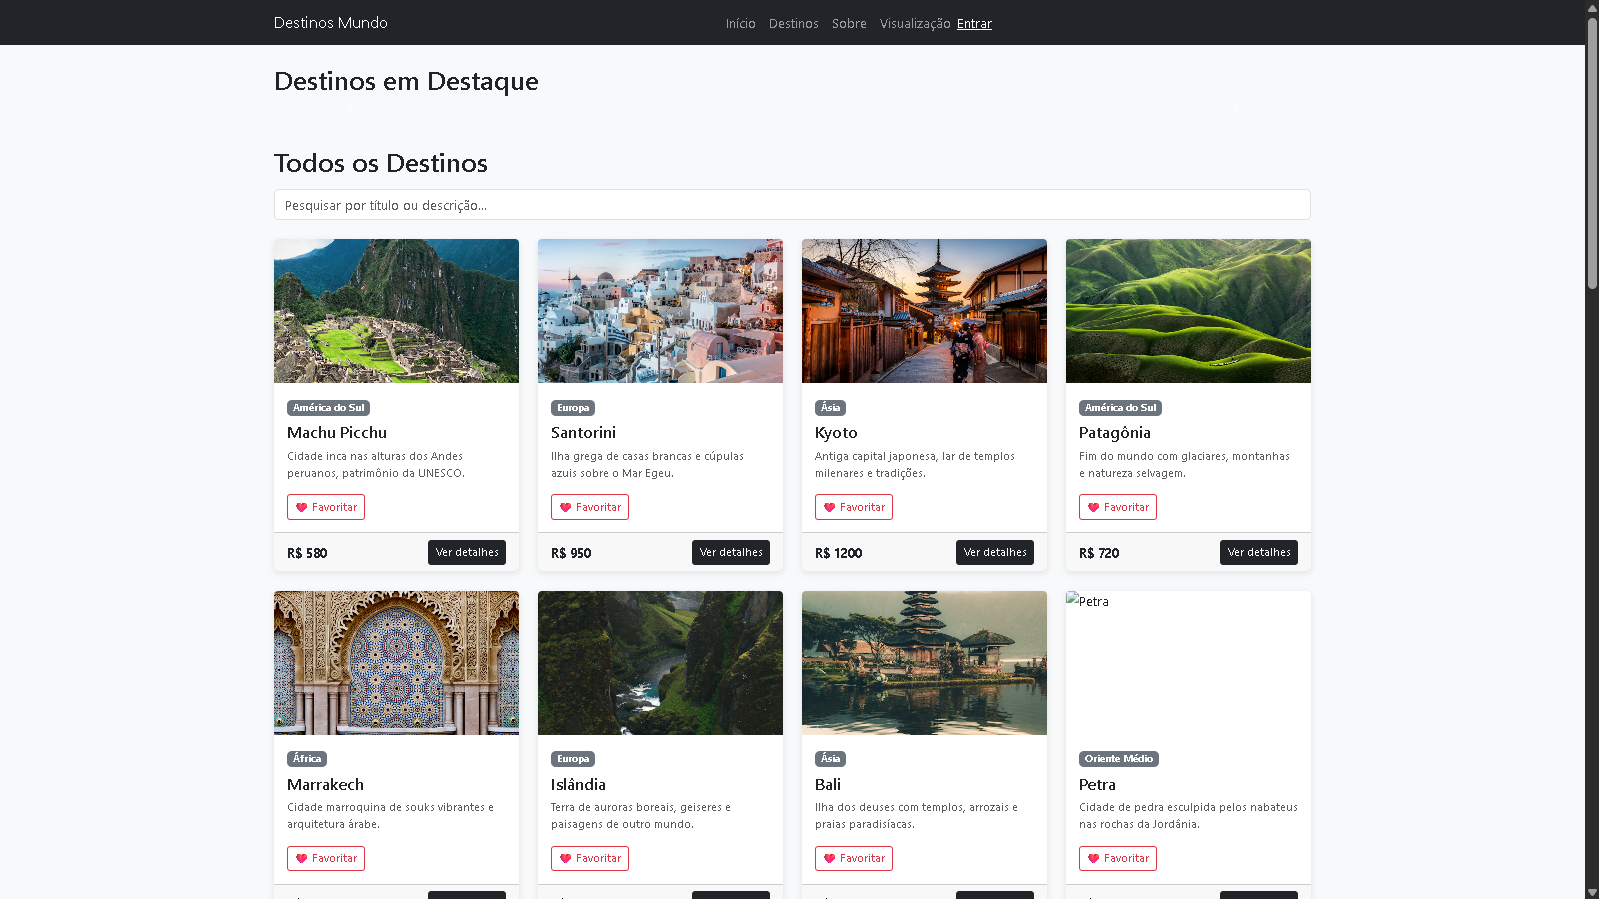 Destinos Mundo
Início Destinos Sobre Visualização Entrar
Destinos em Destaque
Todos os Destinos
Pesquisar por título ou descrição...
América do Sul
Machu Picchu
Cidade inca nas alturas dos Andes
peruanos, patrimônio da UNESCO.
Favoritar
R$ 580 Ver detalhes
Europa
Santorini
Ilha grega de casas brancas e cúpulas
azuis sobre o Mar Egeu.
Favoritar
R$ 950 Ver detalhes
Ásia
Kyoto
Antiga capital japonesa, lar de templos
milenares e tradições.
Favoritar
R$ 1200 Ver detalhes
América do Sul
Patagônia
Fim do mundo com glaciares, montanhas
e natureza selvagem.
Favoritar
R$ 720 Ver detalhes
África
Marrakech
Cidade marroquina de souks vibrantes e
arquitetura árabe.
Favoritar
Europa
Islândia
Terra de auroras boreais, geiseres e
paisagens de outro mundo.
Favoritar
Ásia
Bali
Ilha dos deuses com templos, arrozais e
praias paradisíacas.
Favoritar
Petra
Oriente Médio
Petra
Cidade de pedra esculpida pelos nabateus
nas rochas da Jordânia.
Favoritar